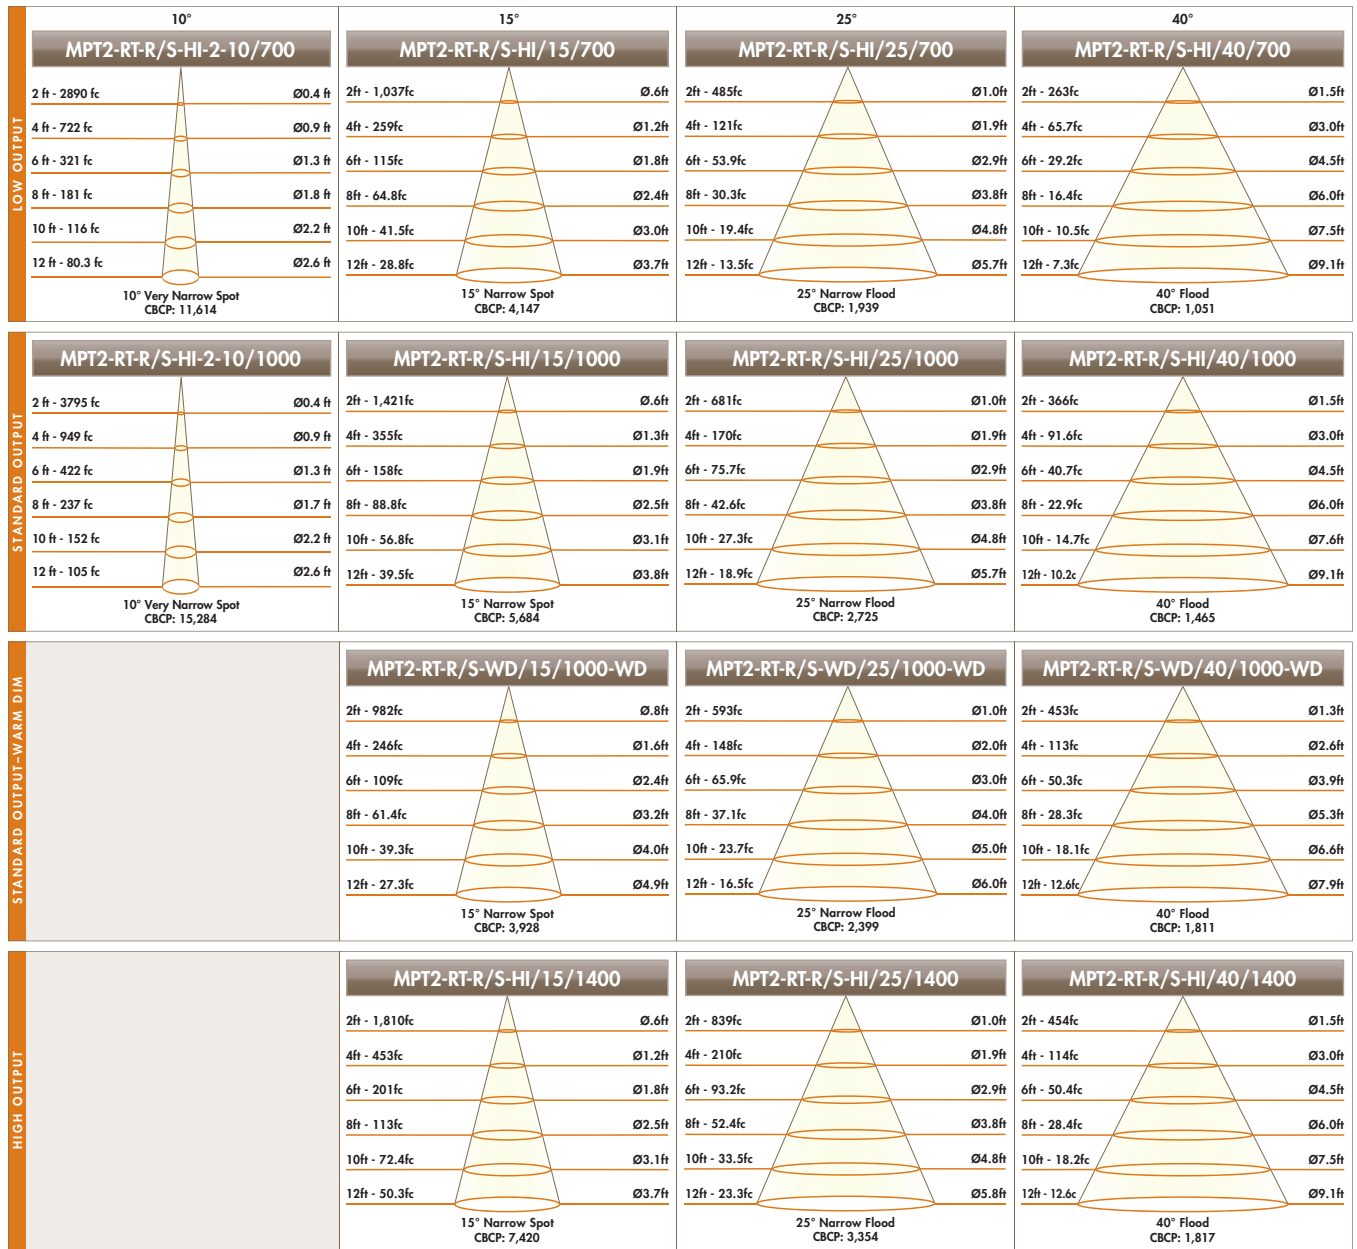 10°
15°
25°
40°
LOW OUTPUT
MPT2-RT-R/S-HI-2-10/700
2 ft - 2890 fc Ø0.4 ft
4 ft - 722 fc Ø0.9 ft
6 ft - 321 fc Ø1.3 ft
8 ft - 181 fc Ø1.8 ft
10 ft - 116 fc Ø2.2 ft
12 ft - 80.3 fc Ø2.6 ft
10° Very Narrow Spot
CBCP: 11,614
MPT2-RT-R/S-HI/15/700
2ft - 1,037fc Ø.6ft
4ft - 259fc Ø1.2ft
6ft - 115fc Ø1.8ft
8ft - 64.8fc Ø2.4ft
10ft - 41.5fc Ø3.0ft
12ft - 28.8fc Ø3.7ft
15° Narrow Spot
CBCP: 4,147
MPT2-RT-R/S-HI/25/700
2ft - 485fc Ø1.0ft
4ft - 121fc Ø1.9ft
6ft - 53.9fc Ø2.9ft
8ft - 30.3fc Ø3.8ft
10ft - 19.4fc Ø4.8ft
12ft - 13.5fc Ø5.7ft
25° Narrow Flood
CBCP: 1,939
MPT2-RT-R/S-HI/40/700
2ft - 263fc Ø1.5ft
4ft - 65.7fc Ø3.0ft
6ft - 29.2fc Ø4.5ft
8ft - 16.4fc Ø6.0ft
10ft - 10.5fc Ø7.5ft
12ft - 7.3fc Ø9.1ft
40° Flood
CBCP: 1,051
STANDARD OUTPUT
MPT2-RT-R/S-HI-2-10/1000
2 ft - 3795 fc Ø0.4 ft
4 ft - 949 fc Ø0.9 ft
6 ft - 422 fc Ø1.3 ft
8 ft - 237 fc Ø1.7 ft
10 ft - 152 fc Ø2.2 ft
12 ft - 105 fc Ø2.6 ft
10° Very Narrow Spot
CBCP: 15,284
MPT2-RT-R/S-HI/15/1000
2ft - 1,421fc Ø.6ft
4ft - 355fc Ø1.3ft
6ft - 158fc Ø1.9ft
8ft - 88.8fc Ø2.5ft
10ft - 56.8fc Ø3.1ft
12ft - 39.5fc Ø3.8ft
15° Narrow Spot
CBCP: 5,684
MPT2-RT-R/S-HI/25/1000
2ft - 681fc Ø1.0ft
4ft - 170fc Ø1.9ft
6ft - 75.7fc Ø2.9ft
8ft - 42.6fc Ø3.8ft
10ft - 27.3fc Ø4.8ft
12ft - 18.9fc Ø5.7ft
25° Narrow Flood
CBCP: 2,725
MPT2-RT-R/S-HI/40/1000
2ft - 366fc Ø1.5ft
4ft - 91.6fc Ø3.0ft
6ft - 40.7fc Ø4.5ft
8ft - 22.9fc Ø6.0ft
10ft - 14.7fc Ø7.6ft
12ft - 10.2c Ø9.1ft
40° Flood
CBCP: 1,465
STANDARD OUTPUT–WARM DIM
MPT2-RT-R/S-WD/15/1000-WD
2ft - 982fc Ø.8ft
4ft - 246fc Ø1.6ft
6ft - 109fc Ø2.4ft
8ft - 61.4fc Ø3.2ft
10ft - 39.3fc Ø4.0ft
12ft - 27.3fc Ø4.9ft
15° Narrow Spot
CBCP: 3,928
MPT2-RT-R/S-WD/25/1000-WD
2ft - 593fc Ø1.0ft
4ft - 148fc Ø2.0ft
6ft - 65.9fc Ø3.0ft
8ft - 37.1fc Ø4.0ft
10ft - 23.7fc Ø5.0ft
12ft - 16.5fc Ø6.0ft
25° Narrow Flood
CBCP: 2,399
MPT2-RT-R/S-WD/40/1000-WD
2ft - 453fc Ø1.3ft
4ft - 113fc Ø2.6ft
6ft - 50.3fc Ø3.9ft
8ft - 28.3fc Ø5.3ft
10ft - 18.1fc Ø6.6ft
12ft - 12.6fc Ø7.9ft
40° Flood
CBCP: 1,811
HIGH OUTPUT
MPT2-RT-R/S-HI/15/1400
2ft - 1,810fc Ø.6ft
4ft - 453fc Ø1.2ft
6ft - 201fc Ø1.8ft
8ft - 113fc Ø2.5ft
10ft - 72.4fc Ø3.1ft
12ft - 50.3fc Ø3.7ft
15° Narrow Spot
CBCP: 7,420
MPT2-RT-R/S-HI/25/1400
2ft - 839fc Ø1.0ft
4ft - 210fc Ø1.9ft
6ft - 93.2fc Ø2.9ft
8ft - 52.4fc Ø3.8ft
10ft - 33.5fc Ø4.8ft
12ft - 23.3fc Ø5.8ft
25° Narrow Flood
CBCP: 3,354
MPT2-RT-R/S-HI/40/1400
2ft - 454fc Ø1.5ft
4ft - 114fc Ø3.0ft
6ft - 50.4fc Ø4.5ft
8ft - 28.4fc Ø6.0ft
10ft - 18.2fc Ø7.5ft
12ft - 12.6c Ø9.1ft
40° Flood
CBCP: 1,817